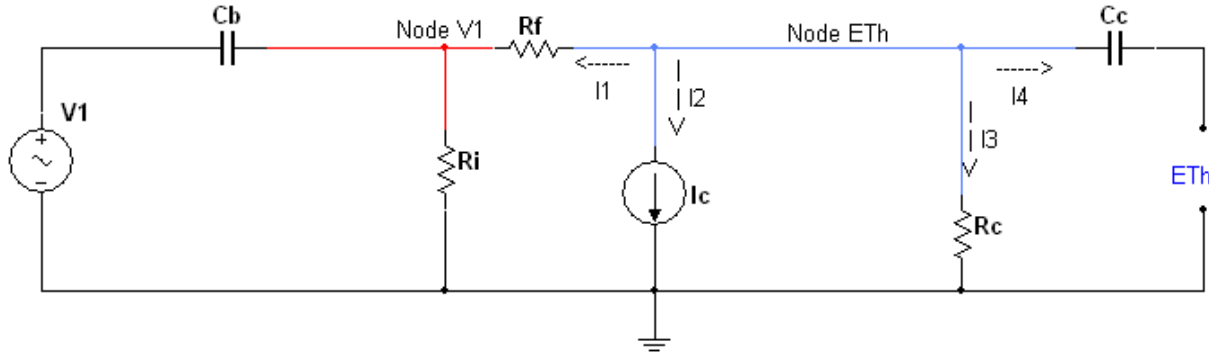 Cb
Node V1
Rf
Node ETh
Cc
I1
I2
I4
V1
Ri
I3
Ic
ETh
Rc